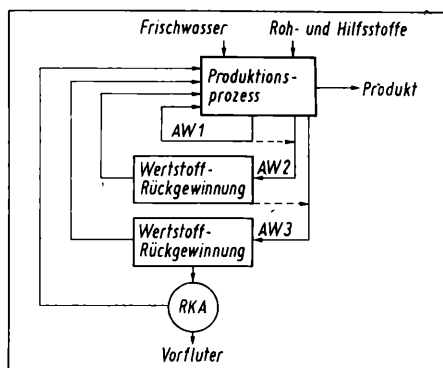 Frischwasser
Roh- und Hilfsstoffe
Produktions-
prozess
Produkt
AW1
Wertstoff-
Rückgewinnung
AW2
Wertstoff-
Rückgewinnung
AW3
RKA
Vorfluter